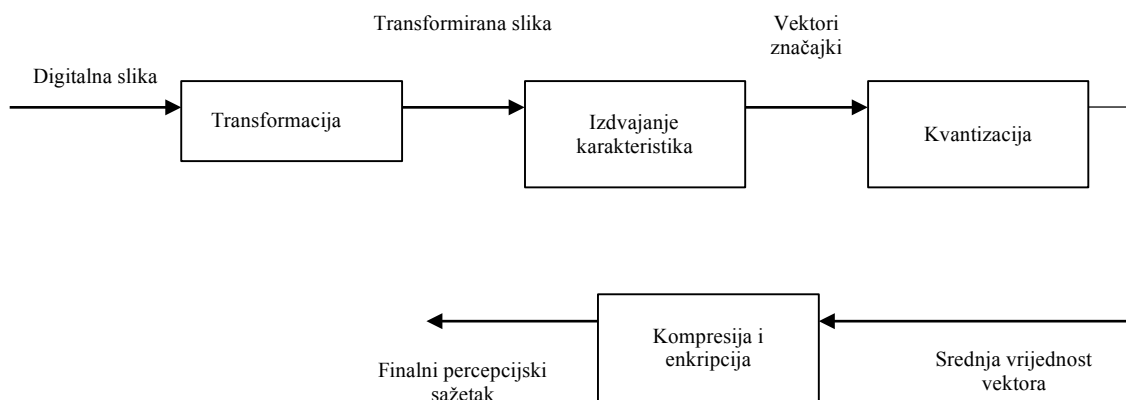 Digitalna slika
Transformacija
Transformirana slika
Izdvajanje
karakteristika
Vektori
značajki
Kvantizacija
Srednja vrijednost
vektora
Kompresija i
enkripcija
Finalni percepcijski
sažetak